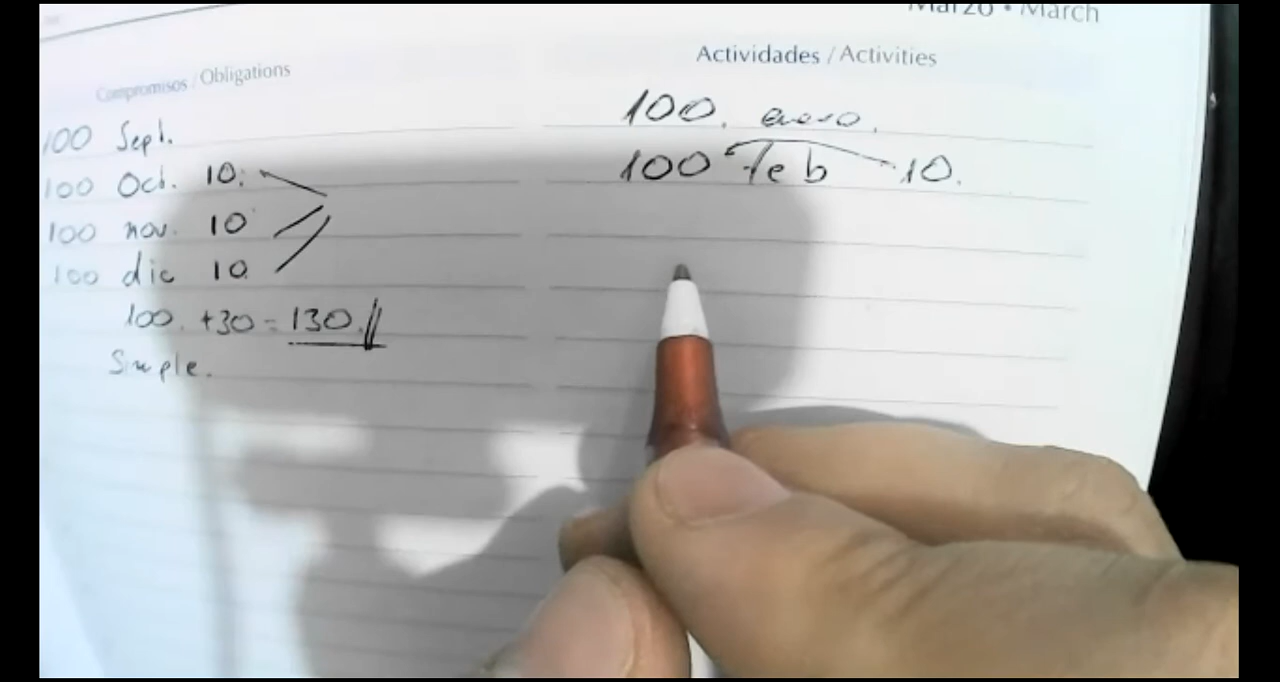 Marzo • March
Compromisos / Obligations
100 Sept.
100 Oct. 10.
100 nov. 10
100 dic 10
100. +30 = 130.//
Simple.
Actividades / Activities
100. enero.
100 feb 10.